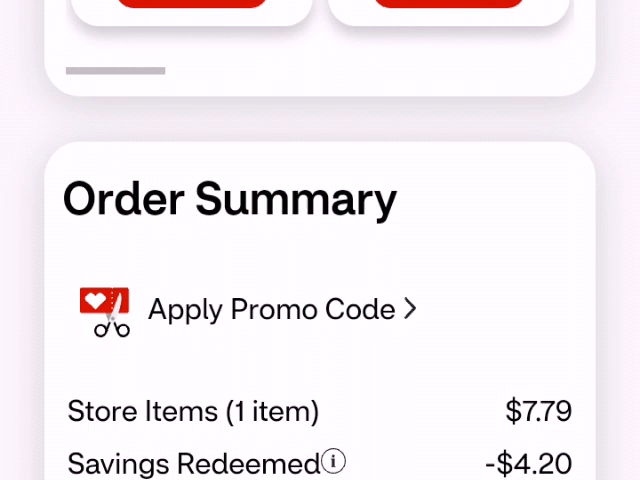 Order Summary
Apply Promo Code
Store Items (1 item) $7.79
Savings Redeemed -$4.20